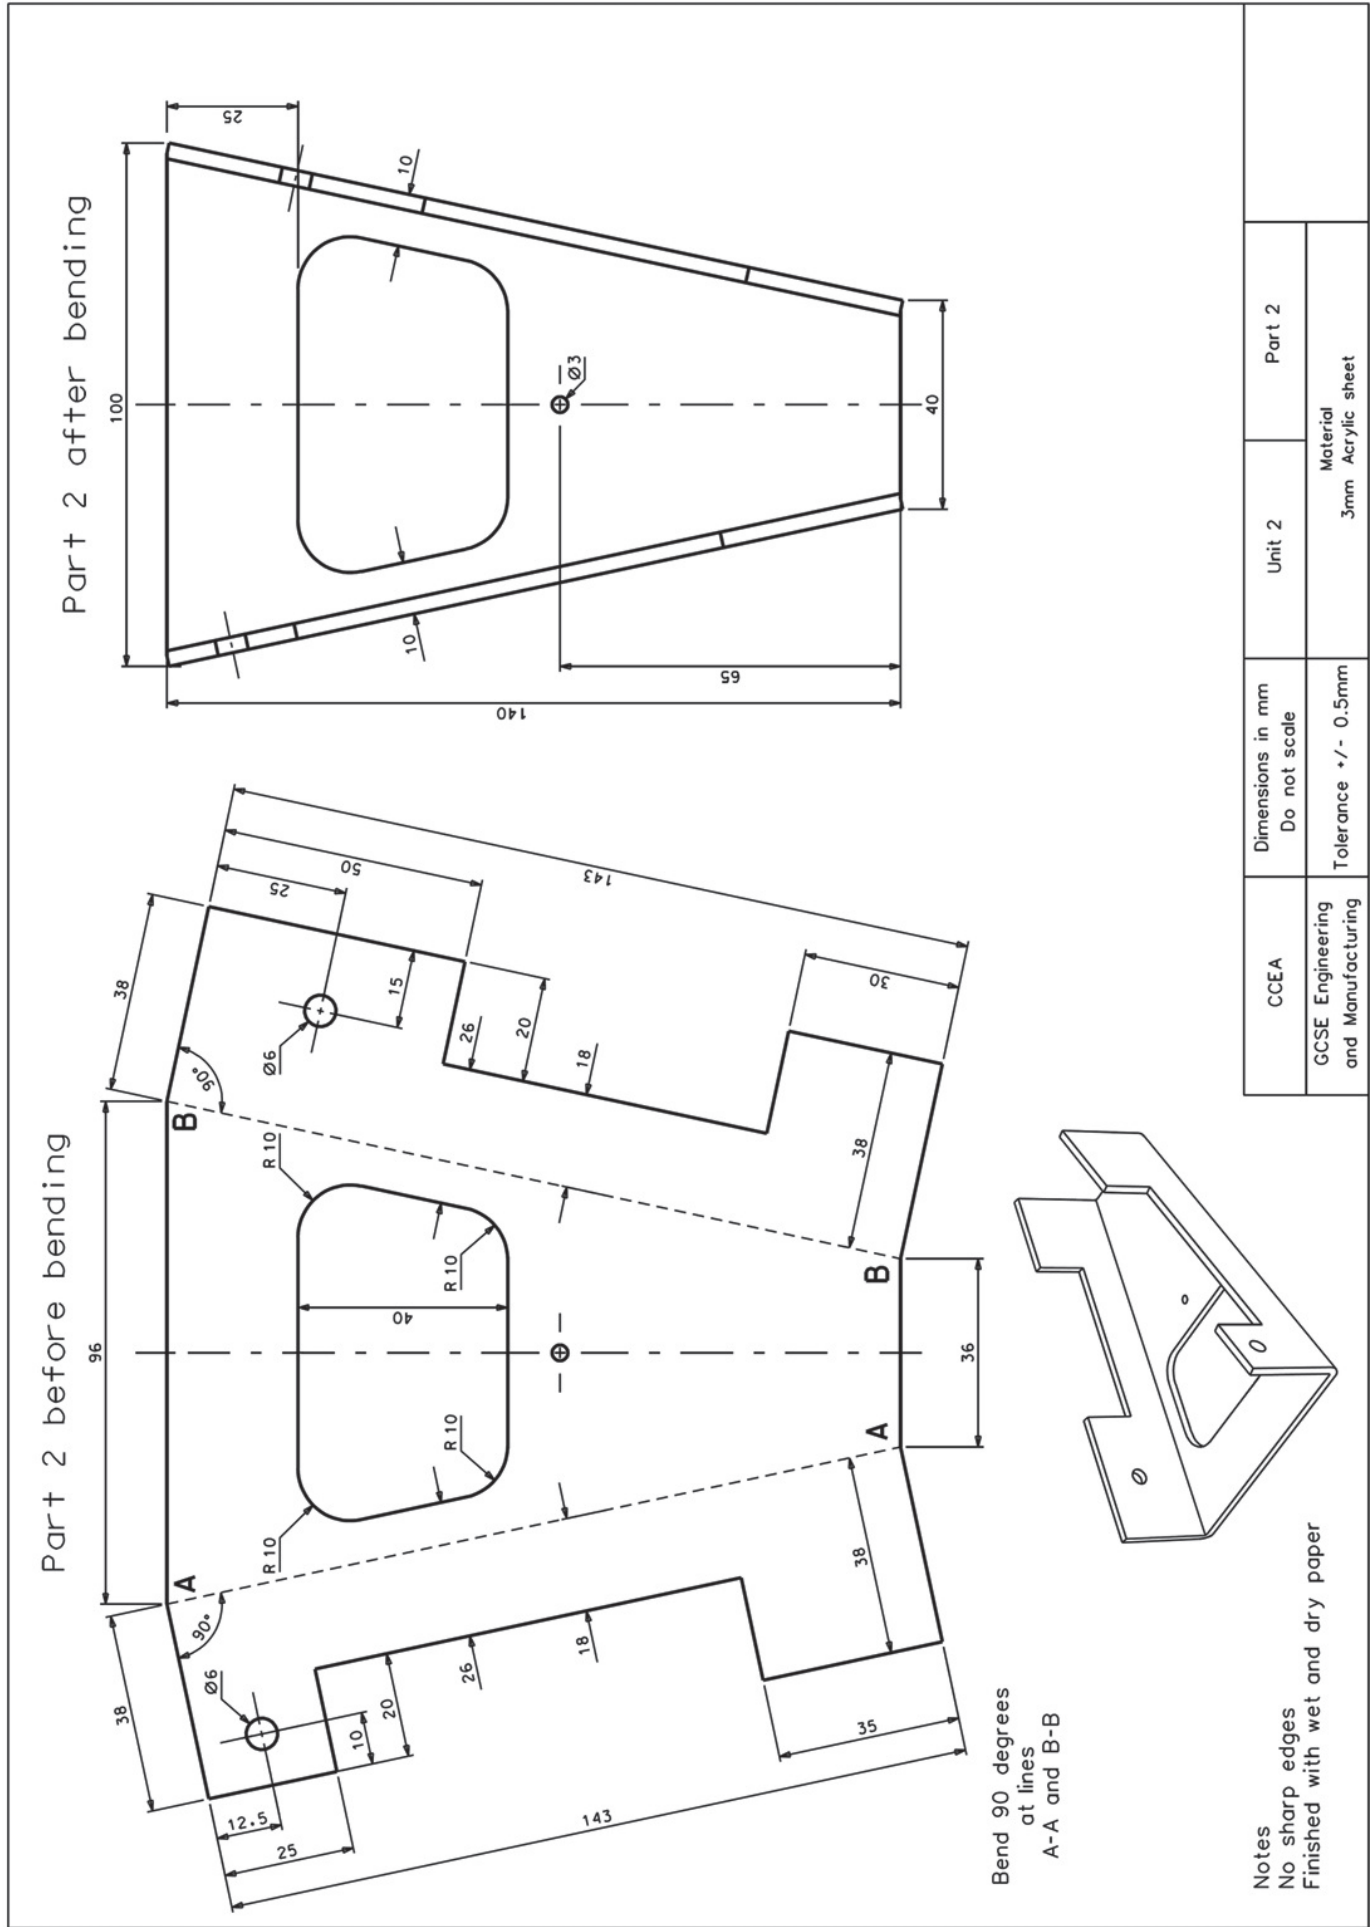 Part 2 before bending
96
38
90°
A
B
90°
38
Ø6
R 10
R 10
Ø6
12.5
25
10
20
26
18
143
35
38
R 10
40
R 10
A
B
36
25
50
15
26
20
18
143
30
38
Bend 90 degrees
at lines
A-A and B-B
Part 2 after bending
100
25
10
10
Ø3
140
65
40
Notes
No sharp edges
Finished with wet and dry paper
CCEA
GCSE Engineering
and Manufacturing
Dimensions in mm
Do not scale
Tolerance +/- 0.5mm
Unit 2
Part 2
Material
3mm Acrylic sheet